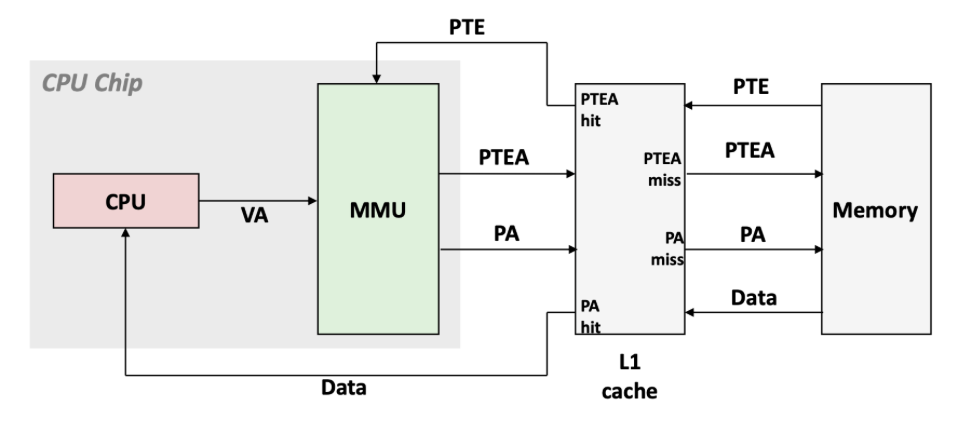 PTE
CPU Chip
PTEA
hit
PTE
PTEA
PTEA
miss
PTEA
CPU
VA
MMU
Memory
PA
PA
miss
PA
PA
hit
Data
L1
cache
Data